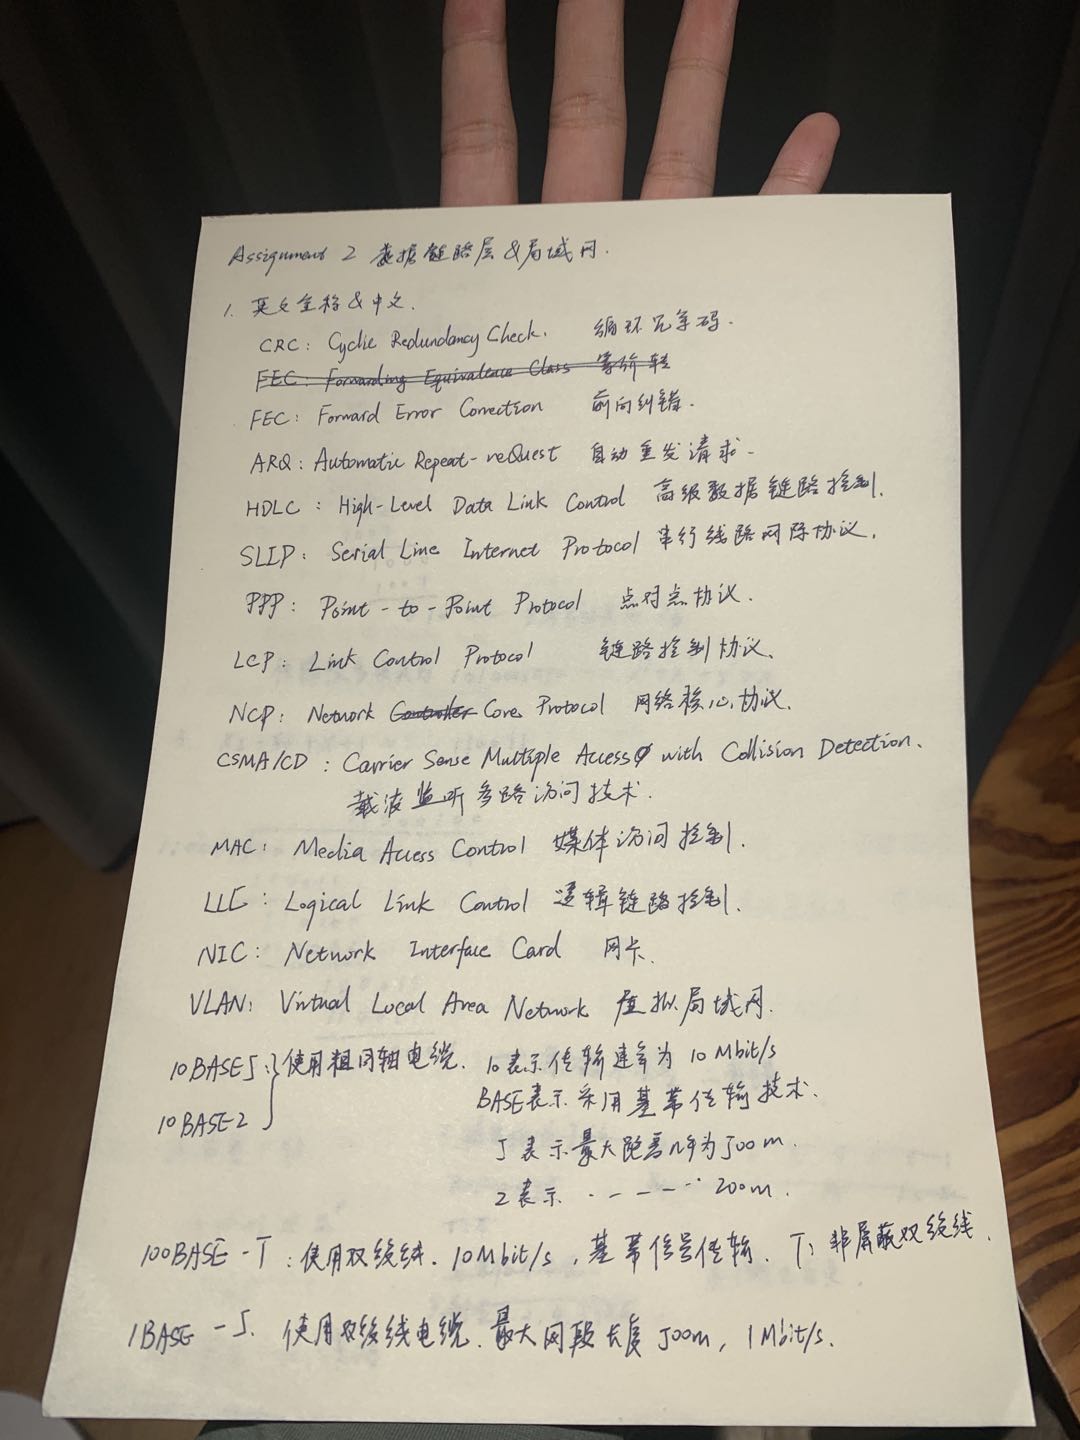 Assignment 2 数据链路层&局域网.
1. 英文全称&中文.
CRC: Cyclic Redundancy Check. 循环冗余码.
FEC: Forwarding Equivalence Class 等价转
FEC: Forward Error Correction 前向纠错.
ARQ: Automatic Repeat-reQuest 自动重发请求.
HDLC: High-Level Data Link Control 高级数据链路控制.
SLIP: Serial Line Internet Protocol 串行线路网际协议.
PPP: Point-to-Point Protocol 点对点协议.
LCP: Link Control Protocol 链路控制协议.
NCP: Network Controller Core Protocol 网络核心协议.
CSMA/CD: Carrier Sense Multiple Access with Collision Detection.
载波监听多路访问技术.
MAC: Media Access Control 媒体访问控制.
LLC: Logical Link Control 逻辑链路控制.
NIC: Network Interface Card 网卡.
VLAN: Virtual Local Area Network 虚拟局域网.
10BASE5: 使用粗同轴电缆. 10表示传输速率为 10 Mbit/s
10BASE2 BASE表示采用基带传输技术.
5表示最大距离 为500m.
2表示 ----- 200m.
100BASE-T: 使用双绞线. 10Mbit/s, 基带信号传输. T: 非屏蔽双绞线.
1BASE-5. 使用双绞线电缆. 最大网段长度500m, 1Mbit/s.